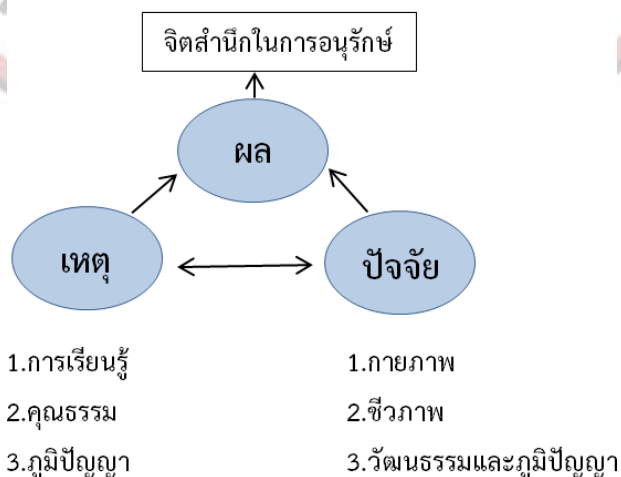 จิตสำนึกในการอนุรักษ์
ผล
เหตุ
ปัจจัย
1.การเรียนรู้
2.คุณธรรม
3.ภูมิปัญญา
1.กายภาพ
2.ชีวภาพ
3.วัฒนธรรมและภูมิปัญญา